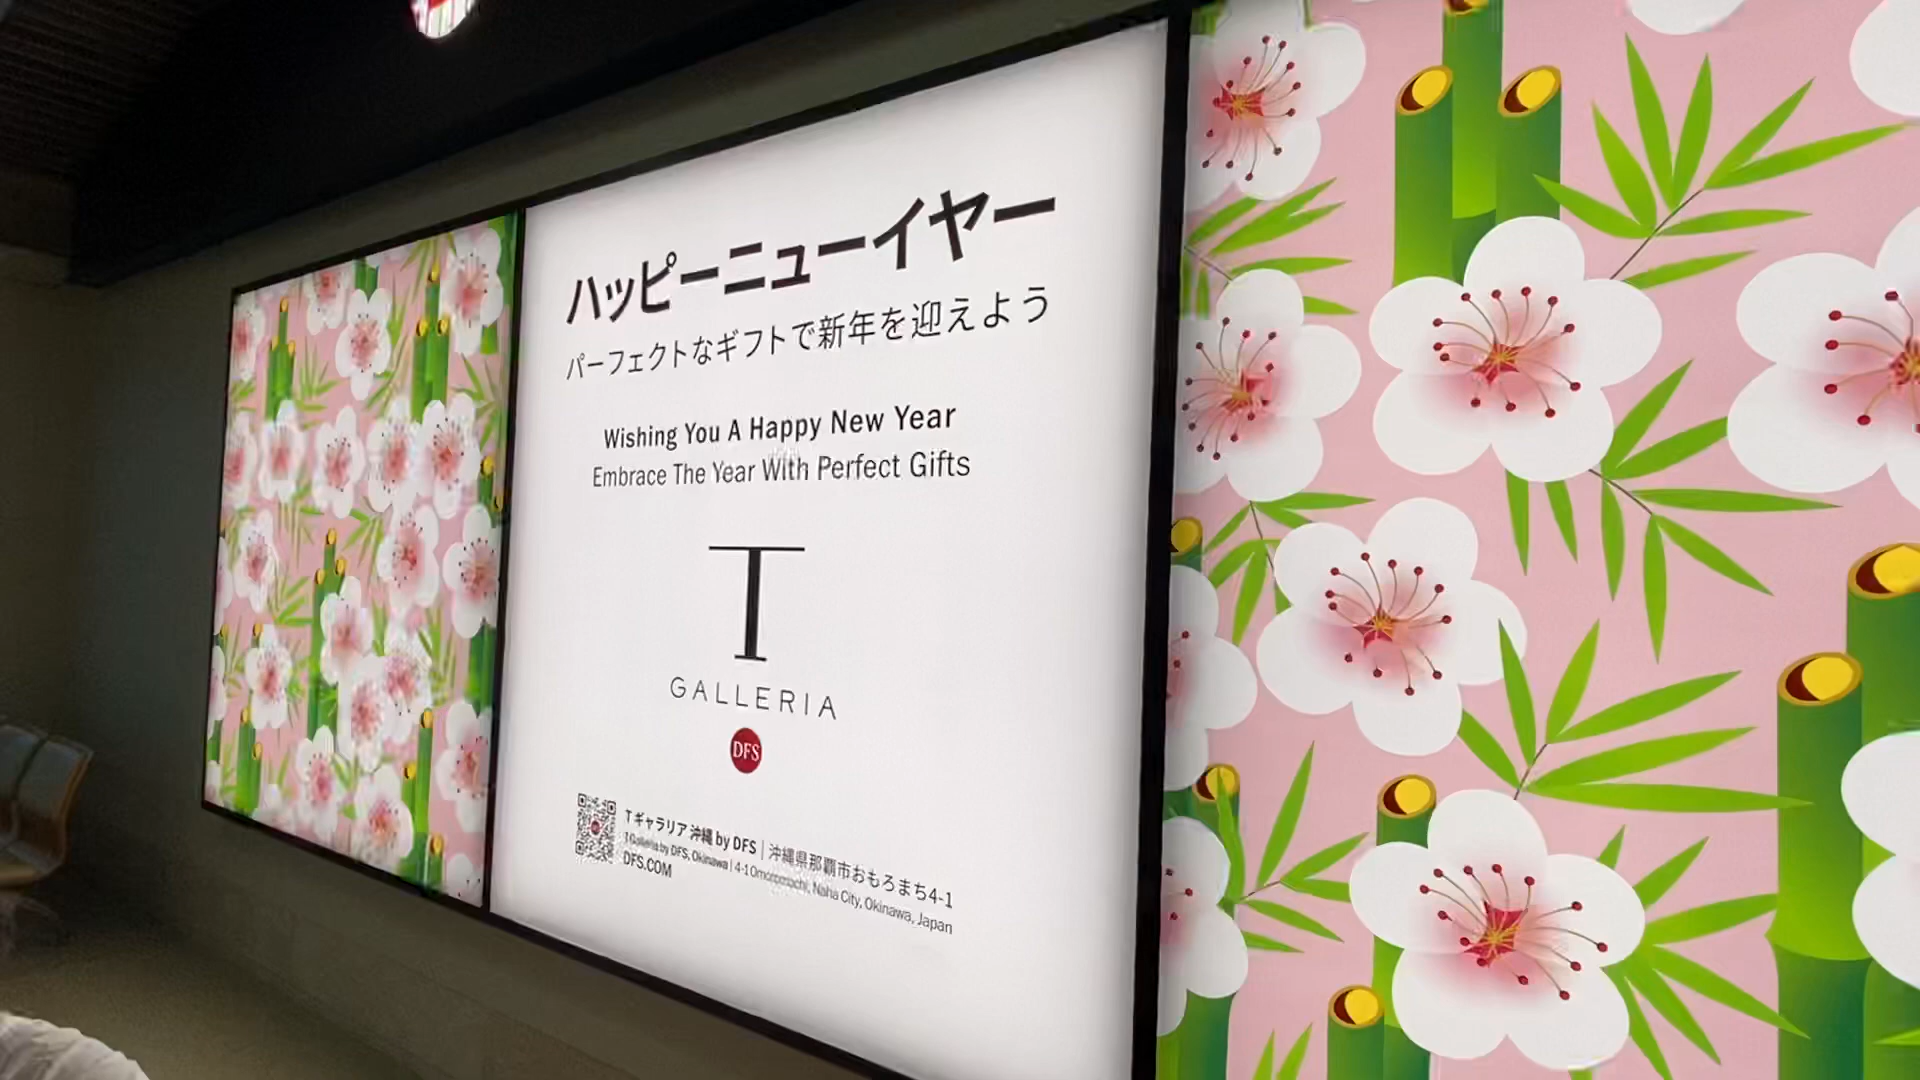 ハッピーニューイヤー
パーフェクトなギフトで新年を迎えよう
Wishing You A Happy New Year
Embrace The Year With Perfect Gifts
T
GALLERIA
DFS
T ギャラリア 沖縄 by DFS | 沖縄県那覇市おもろまち4-1
T Galleria by DFS, Okinawa | 4-1 Omoromachi, Naha City, Okinawa, Japan
DFS.COM